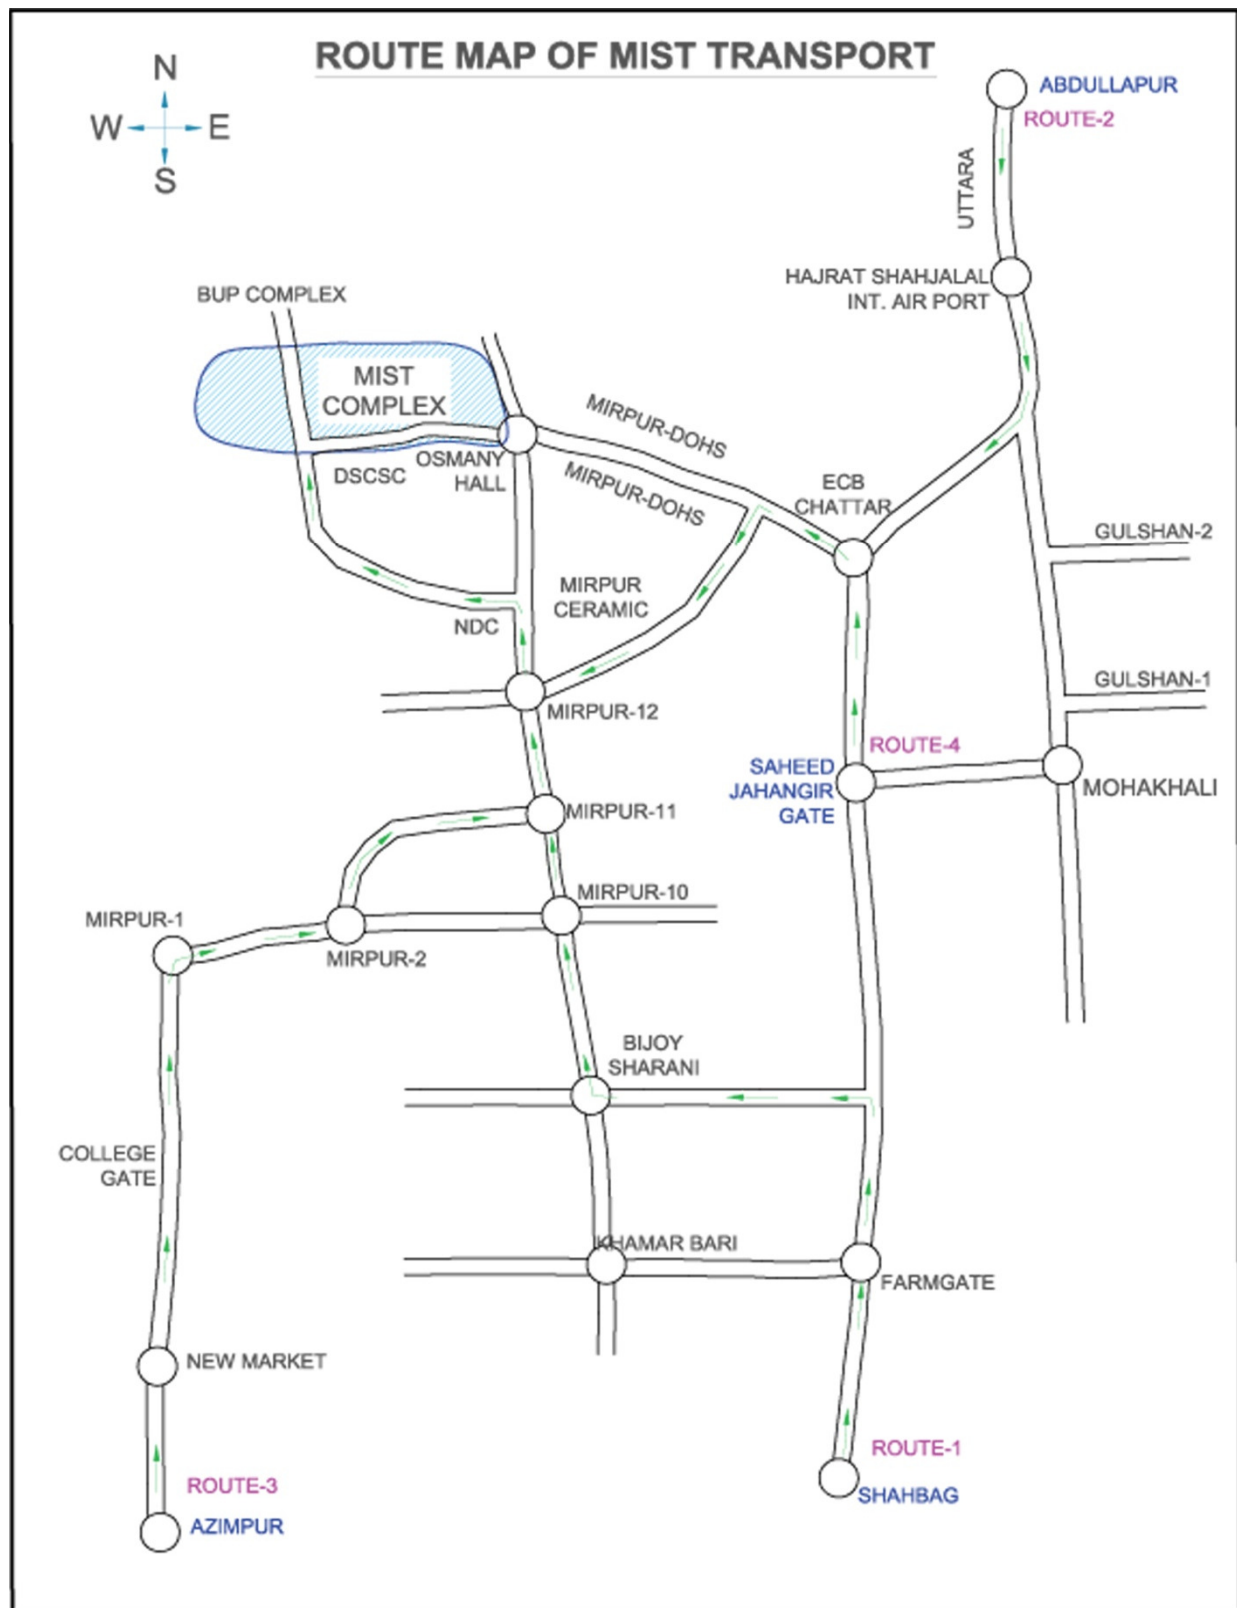 ROUTE MAP OF MIST TRANSPORT
N
W
E
S
ABDULLAPUR
ROUTE-2
UTTARA
HAJRAT SHAHJALAL
INT. AIR PORT
BUP COMPLEX
MIST
COMPLEX
MIRPUR-DOHS
OSMANY
HALL
DSCSC
MIRPUR-DOHS
ECB
CHATTAR
GULSHAN-2
MIRPUR
CERAMIC
NDC
GULSHAN-1
MIRPUR-12
ROUTE-4
SAHEED
JAHANGIR
GATE
MOHAKHALI
MIRPUR-11
MIRPUR-10
MIRPUR-1
MIRPUR-2
BIJOY
SHARANI
COLLEGE
GATE
KHAMAR BARI
FARMGATE
NEW MARKET
ROUTE-1
SHAHBAG
ROUTE-3
AZIMPUR